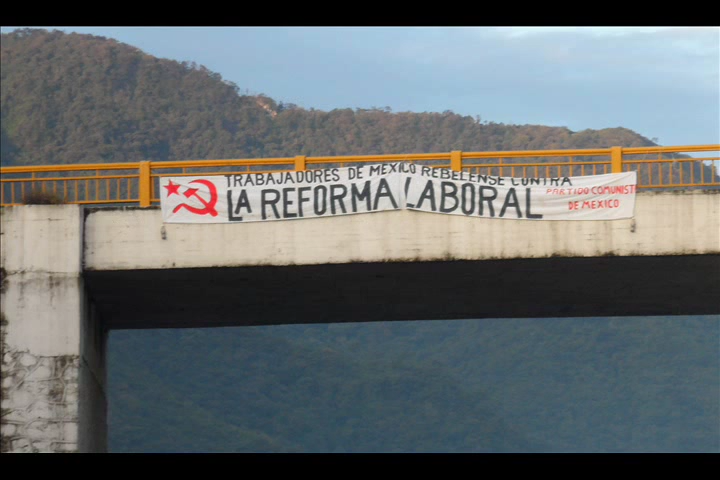 TRABAJADORES DE MEXICO REBELENSE CONTRA
LA REFORMA LABORAL
PARTIDO COMUNISTA
DE MEXICO